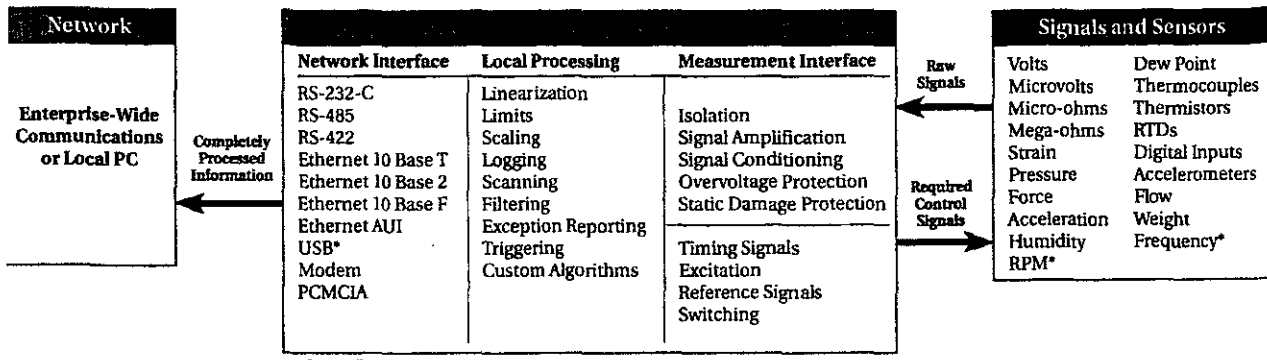 Network
Enterprise-Wide
Communications
or Local PC
Completely
Processed
Information
Network Interface
RS-232-C
RS-485
RS-422
Ethernet 10 Base T
Ethernet 10 Base 2
Ethernet 10 Base F
Ethernet AUI
USB*
Modem
PCMCIA
Local Processing
Linearization
Limits
Scaling
Logging
Scanning
Filtering
Exception Reporting
Triggering
Custom Algorithms
Measurement Interface
Isolation
Signal Amplification
Signal Conditioning
Overvoltage Protection
Static Damage Protection
Timing Signals
Excitation
Reference Signals
Switching
Raw
Signals
Required
Control
Signals
Signals and Sensors
Volts
Microvolts
Micro-ohms
Mega-ohms
Strain
Pressure
Force
Acceleration
Humidity
RPM*
Dew Point
Thermocouples
Thermistors
RTDs
Digital Inputs
Accelerometers
Flow
Weight
Frequency*